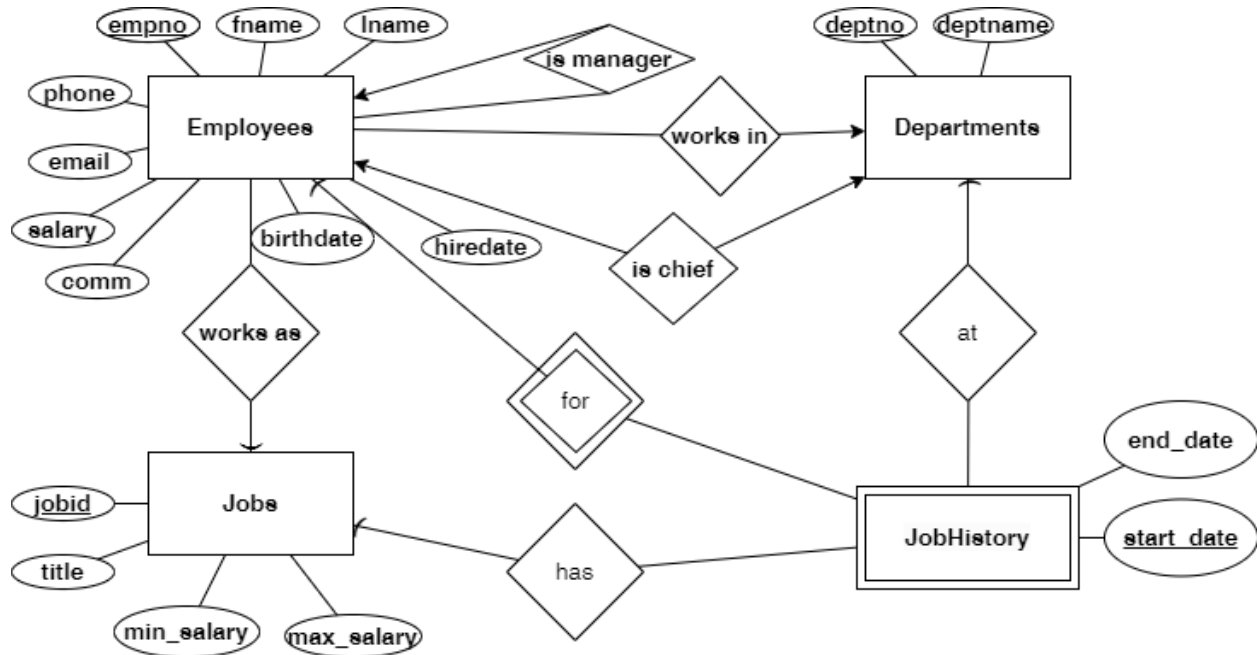 empno
fname
lname
deptno
deptname
is manager
phone
Employees
works in
Departments
email
salary
birthdate
hiredate
is chief
comm
works as
at
for
end_date
jobid
Jobs
JobHistory
start_date
title
has
min_salary
max_salary